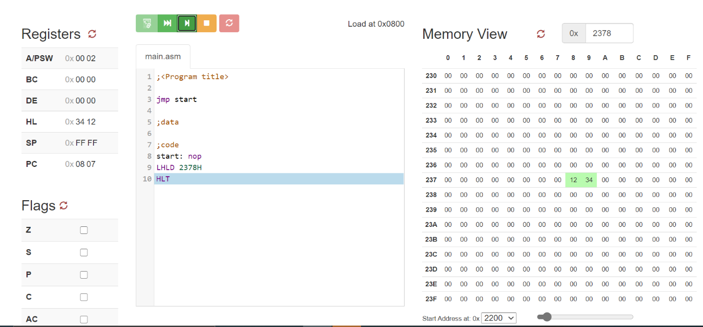 Registers
A/PSW 0x 00 02
BC 0x 00 00
DE 0x 00 00
HL 0x 34 12
SP 0x FF FF
PC 0x 08 07
Flags
Z
S
P
C
AC
Load at 0x0800
main.asm
1 ;<Program title>
2
3 jmp start
4
5 ;data
6
7 ;code
8 start: nop
9 LHLD 2378H
10 HLT
Memory View 0x 2378
0 1 2 3 4 5 6 7 8 9 A B C D E F
230 00 00 00 00 00 00 00 00 00 00 00 00 00 00 00 00
231 00 00 00 00 00 00 00 00 00 00 00 00 00 00 00 00
232 00 00 00 00 00 00 00 00 00 00 00 00 00 00 00 00
233 00 00 00 00 00 00 00 00 00 00 00 00 00 00 00 00
234 00 00 00 00 00 00 00 00 00 00 00 00 00 00 00 00
235 00 00 00 00 00 00 00 00 00 00 00 00 00 00 00 00
236 00 00 00 00 00 00 00 00 00 00 00 00 00 00 00 00
237 00 00 00 00 00 00 00 00 12 34 00 00 00 00 00 00
238 00 00 00 00 00 00 00 00 00 00 00 00 00 00 00 00
239 00 00 00 00 00 00 00 00 00 00 00 00 00 00 00 00
23A 00 00 00 00 00 00 00 00 00 00 00 00 00 00 00 00
23B 00 00 00 00 00 00 00 00 00 00 00 00 00 00 00 00
23C 00 00 00 00 00 00 00 00 00 00 00 00 00 00 00 00
23D 00 00 00 00 00 00 00 00 00 00 00 00 00 00 00 00
23E 00 00 00 00 00 00 00 00 00 00 00 00 00 00 00 00
23F 00 00 00 00 00 00 00 00 00 00 00 00 00 00 00 00
Start Address at: 0x 2200